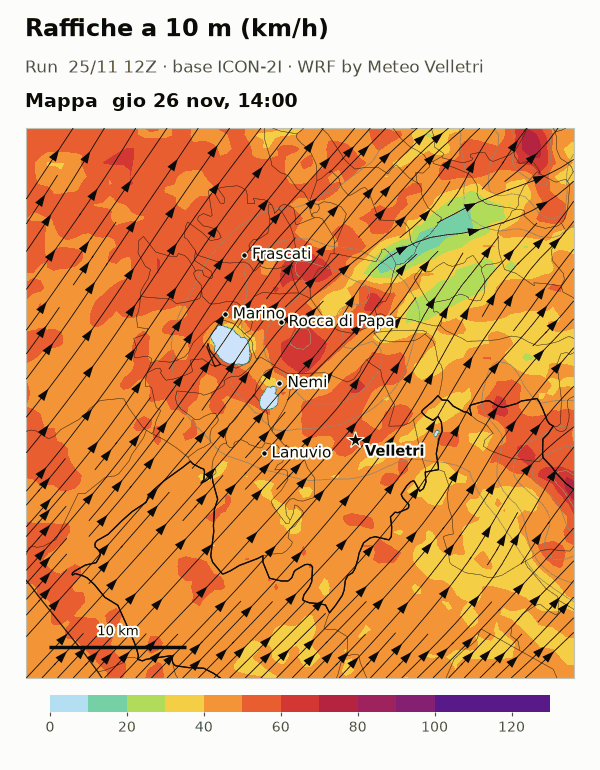 Raffiche a 10 m (km/h)
Run  25/11 12Z · base ICON-2I · WRF by Meteo Velletri
Mappa  gio 26 nov, 14:00
Frascati
Marino
Rocca di Papa
Nemi
Lanuvio
Velletri
10 km
0 20 40 60 80 100 120